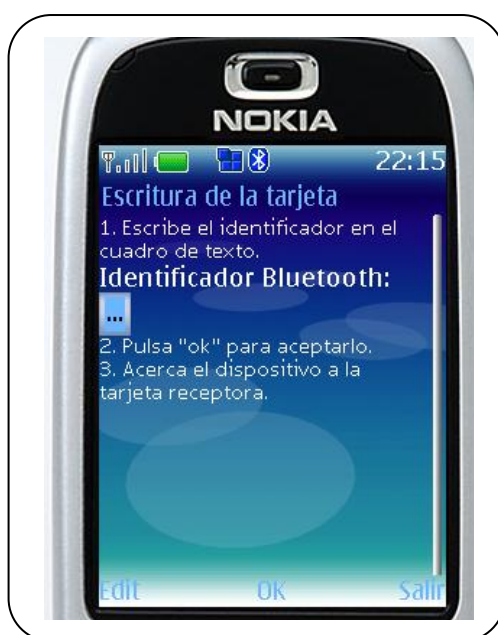 NOKIA
22:15
Escritura de la tarjeta
1. Escribe el identificador en el
cuadro de texto.
Identificador Bluetooth:
...
2. Pulsa "ok" para aceptarlo.
3. Acerca el dispositivo a la
tarjeta receptora.
Edit OK Salir